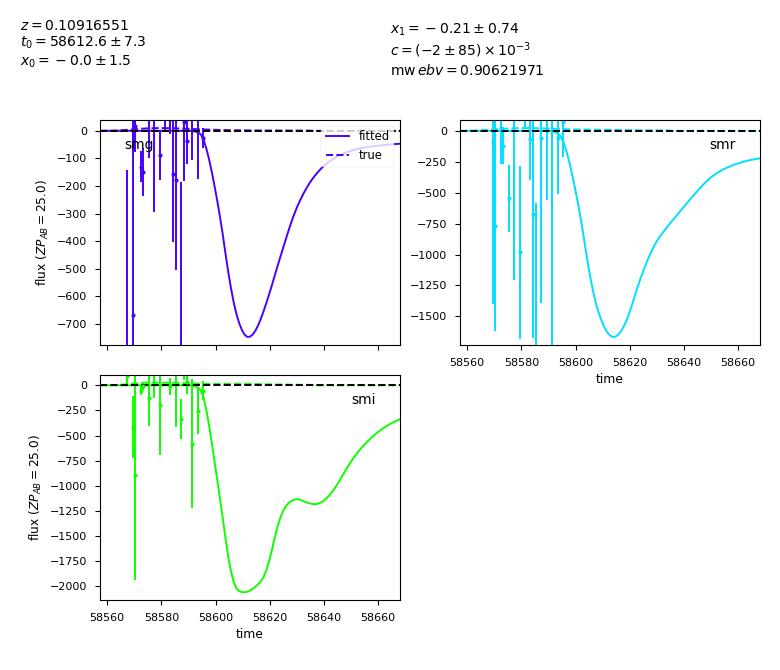 z = 0.10916551
t₀ = 58612.6 ± 7.3
x₀ = −0.0 ± 1.5
x₁ = −0.21 ± 0.74
c = (−2 ± 85) × 10⁻³
mw ebv = 0.90621971
0
−100
−200
−300
−400
−500
−600
−700
flux (ZP_AB = 25.0)
smg
fitted
true
0
−250
−500
−750
−1000
−1250
−1500
smr
58560 58580 58600 58620 58640 58660
time
0
−250
−500
−750
−1000
−1250
−1500
−1750
−2000
flux (ZP_AB = 25.0)
smi
58560 58580 58600 58620 58640 58660
time